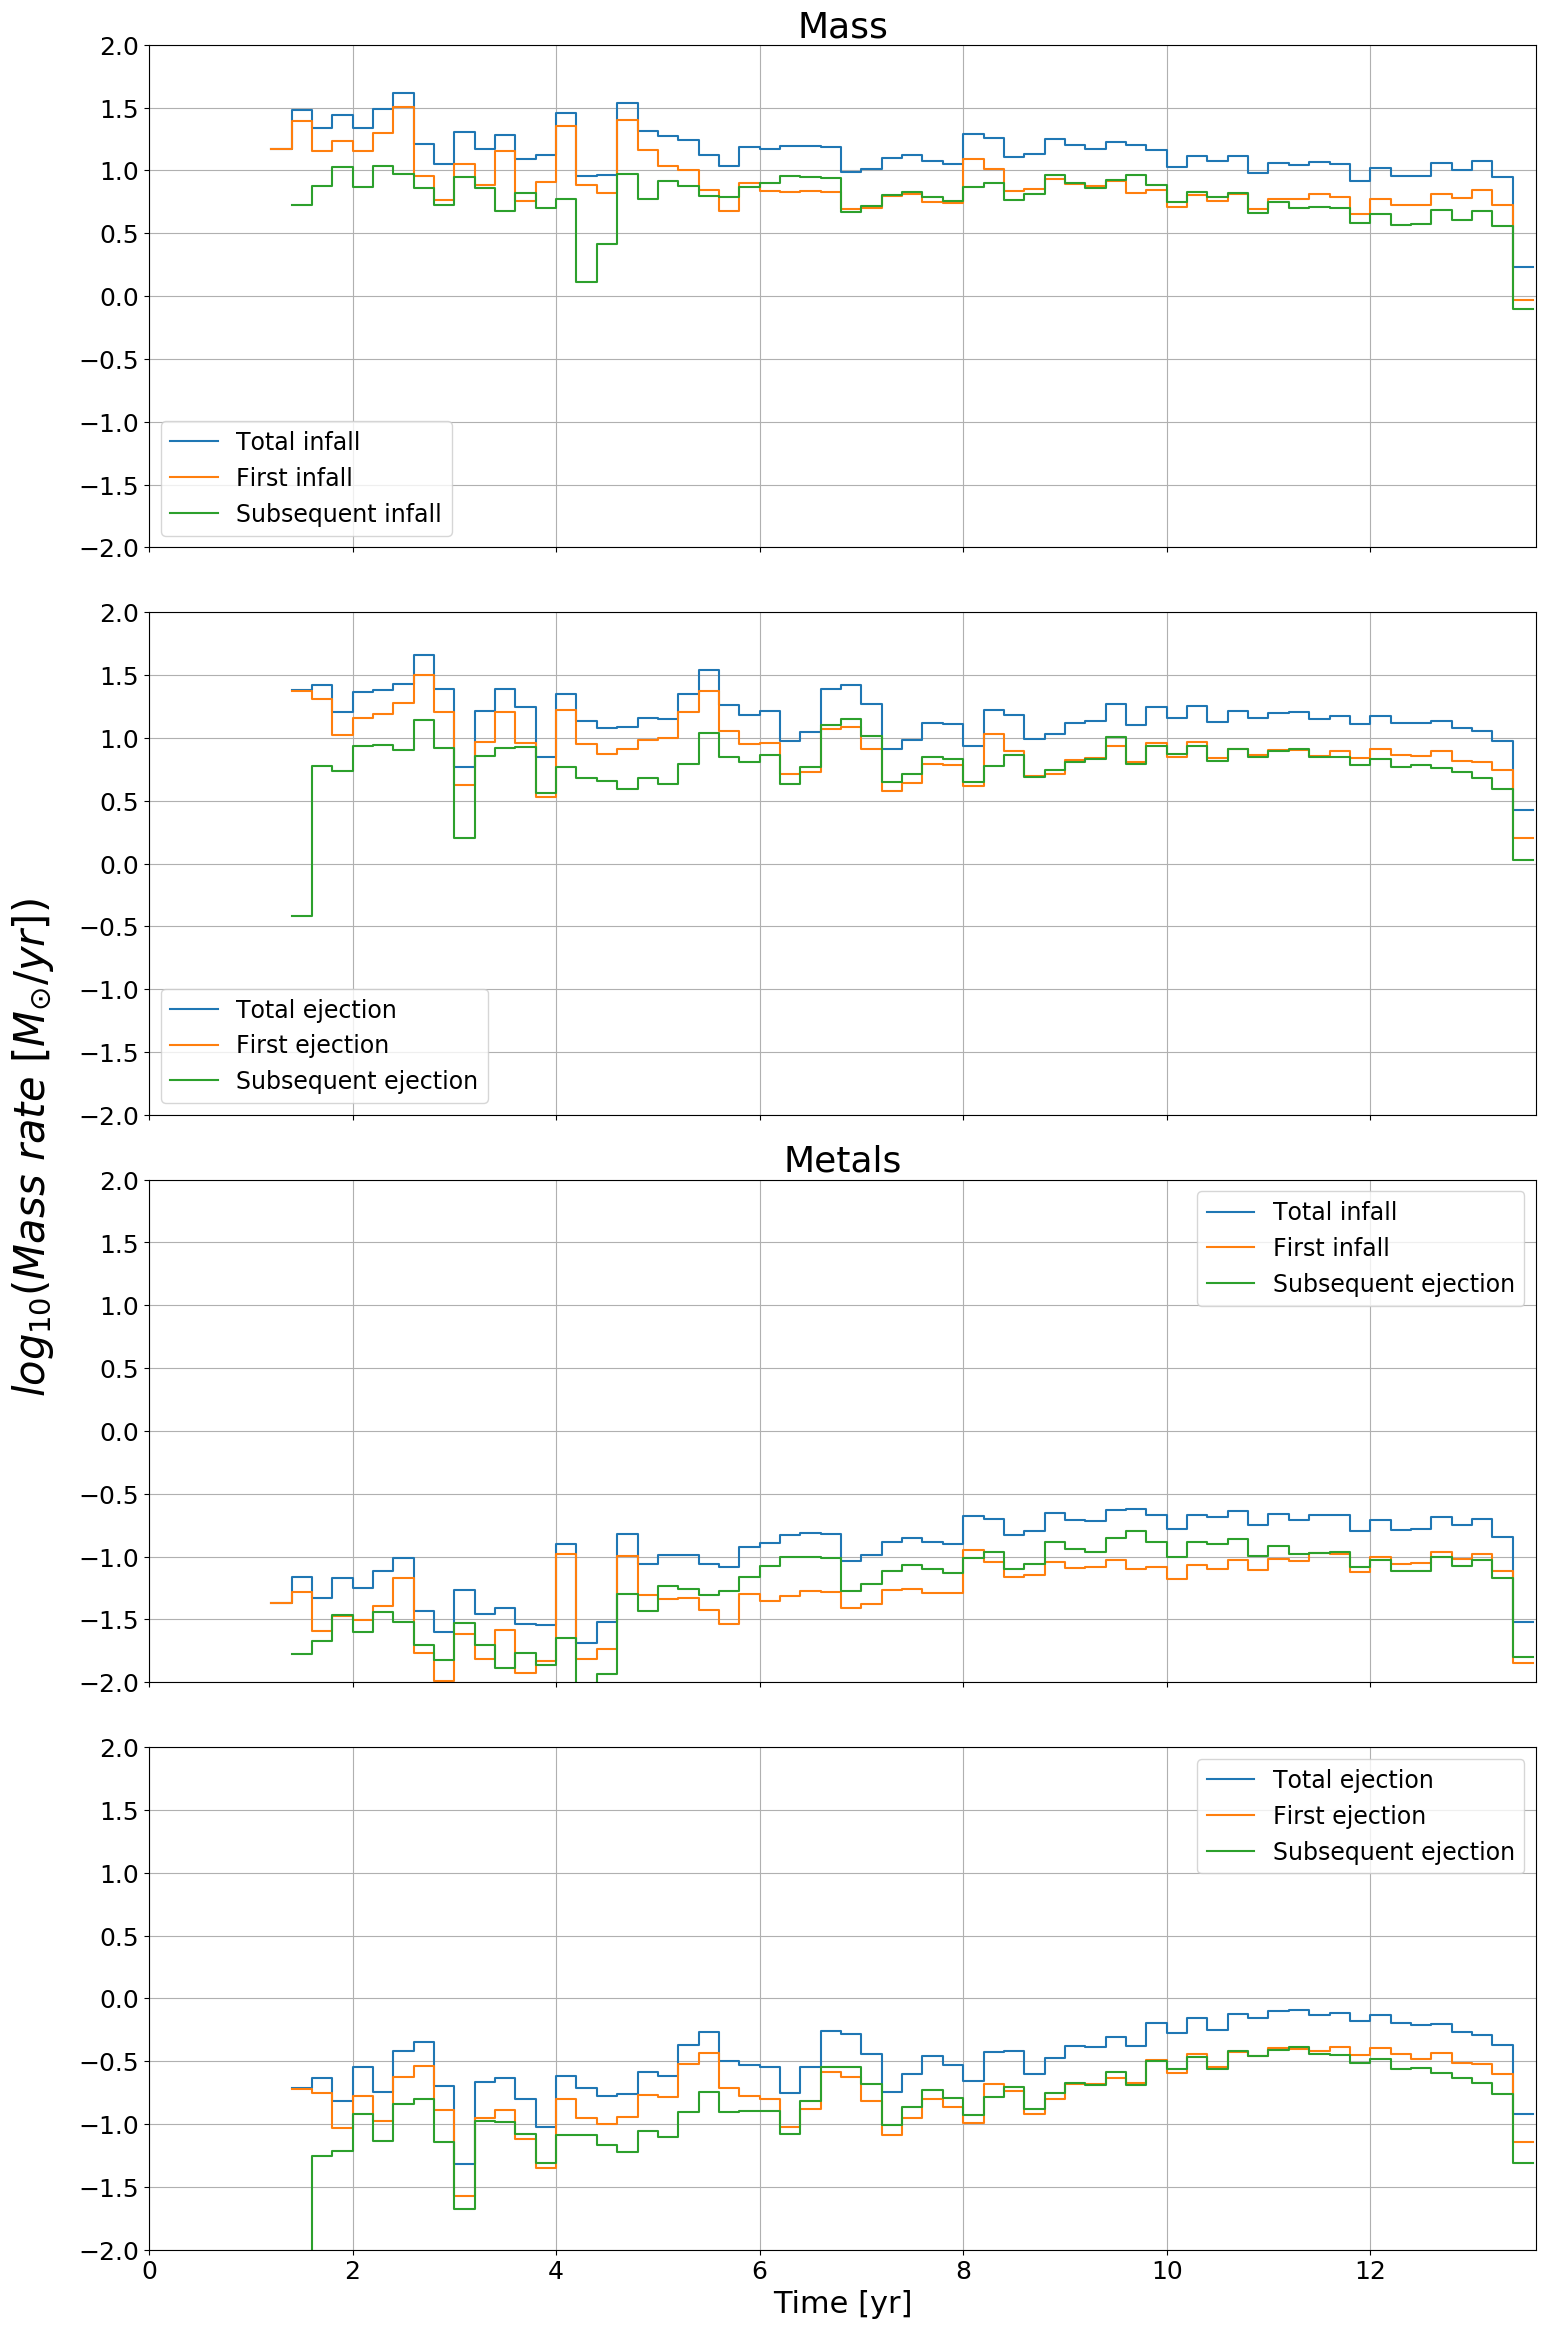 Mass
2.0
1.5
1.0
0.5
0.0
−0.5
−1.0
−1.5
−2.0
Total infall
First infall
Subsequent infall
2.0
1.5
1.0
0.5
0.0
−0.5
−1.0
−1.5
−2.0
Total ejection
First ejection
Subsequent ejection
log₁₀(Mass rate [M⊙/yr])
Metals
2.0
1.5
1.0
0.5
0.0
−0.5
−1.0
−1.5
−2.0
Total infall
First infall
Subsequent ejection
2.0
1.5
1.0
0.5
0.0
−0.5
−1.0
−1.5
−2.0
Total ejection
First ejection
Subsequent ejection
0 2 4 6 8 10 12
Time [yr]